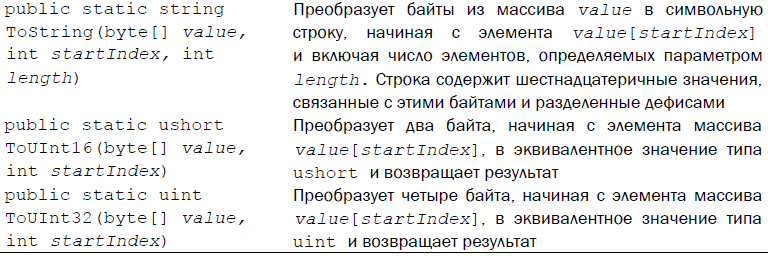 public static string
ToString(byte[] value,
int startIndex, int
length)
Преобразует байты из массива value в символьную
строку, начиная с элемента value[startIndex]
и включая число элементов, определяемых параметром
length. Строка содержит шестнадцатеричные значения,
связанные с этими байтами и разделенные дефисами
public static ushort
ToUInt16(byte[] value,
int startIndex)
Преобразует два байта, начиная с элемента массива
value[startIndex], в эквивалентное значение типа
ushort и возвращает результат
public static uint
ToUInt32(byte[] value,
int startIndex)
Преобразует четыре байта, начиная с элемента массива
value[startIndex], в эквивалентное значение типа
uint и возвращает результат